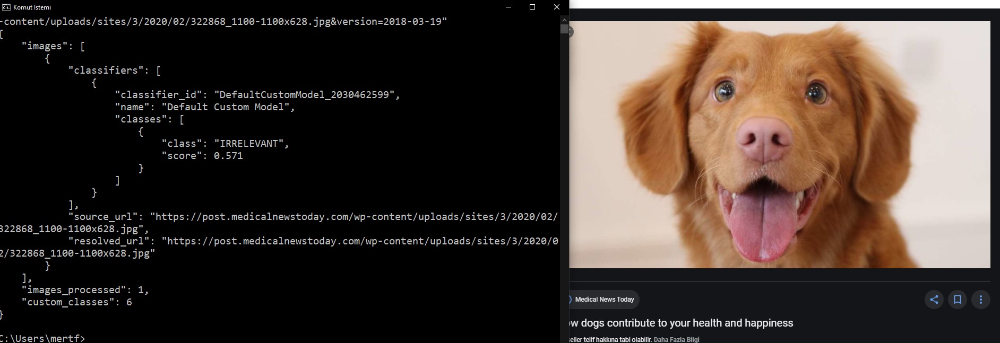 Komut İstemi
-content/uploads/sites/3/2020/02/322868_1100-1100x628.jpg&version=2018-03-19"
{
"images": [
{
"classifiers": [
{
"classifier_id": "DefaultCustomModel_2030462599",
"name": "Default Custom Model",
"classes": [
{
"class": "IRRELEVANT",
"score": 0.571
}
]
}
],
"source_url": "https://post.medicalnewstoday.com/wp-content/uploads/sites/3/2020/02/
322868_1100-1100x628.jpg",
"resolved_url": "https://post.medicalnewstoday.com/wp-content/uploads/sites/3/2020/0
2/322868_1100-1100x628.jpg"
}
],
"images_processed": 1,
"custom_classes": 6
}
C:\Users\mertf>
Medical News Today
ow dogs contribute to your health and happiness
seller telif hakkına tabi olabilir. Daha Fazla Bilgi